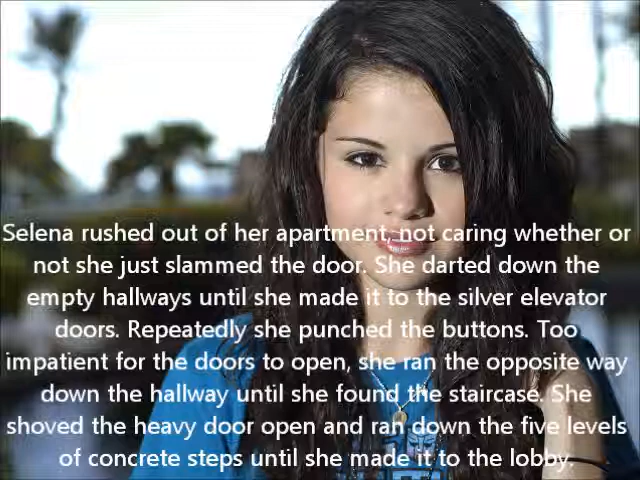 Selena rushed out of her apartment, not caring whether or
not she just slammed the door. She darted down the
empty hallways until she made it to the silver elevator
doors. Repeatedly she punched the buttons. Too
impatient for the doors to open, she ran the opposite way
down the hallway until she found the staircase. She
shoved the heavy door open and ran down the five levels
of concrete steps until she made it to the lobby.